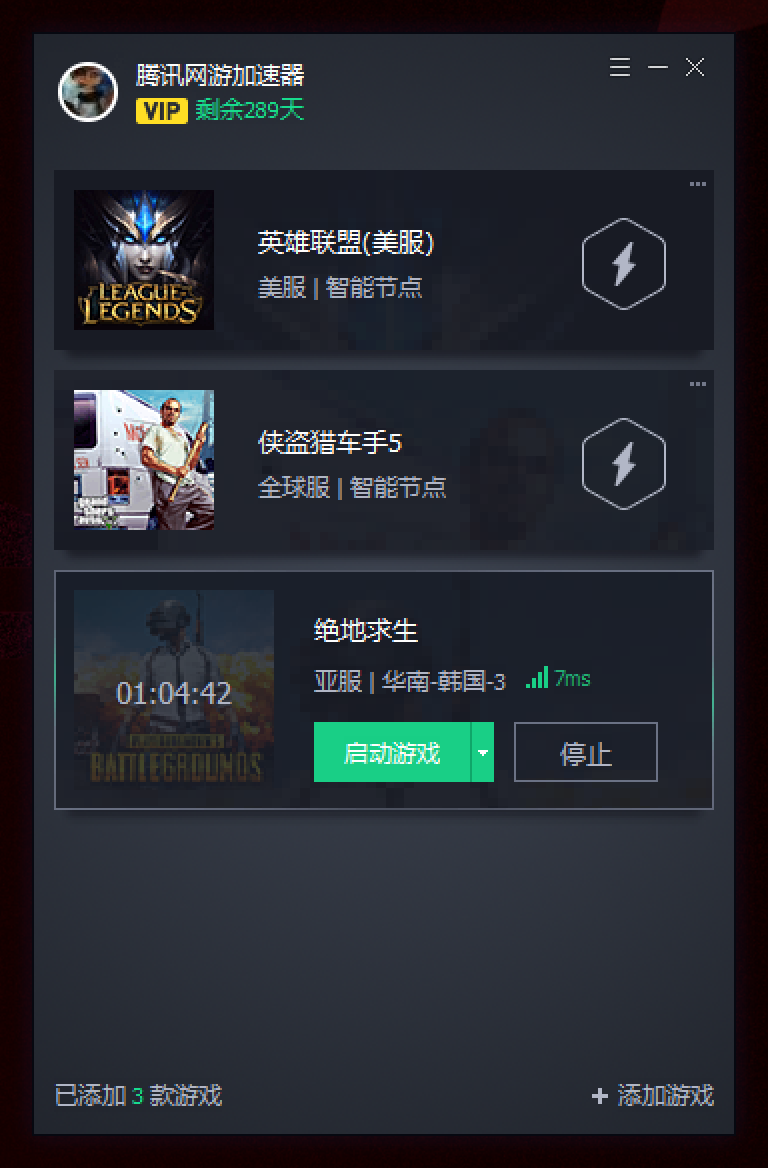 腾讯网游加速器
VIP 剩余289天
LEAGUE OF
LEGENDS
英雄联盟(美服)
美服 | 智能节点
grand
theft
auto
侠盗猎车手5
全球服 | 智能节点
绝地求生
01:04:42
亚服 | 华南-韩国-3 7ms
BATTLEGROUNDS
启动游戏 停止
已添加 3 款游戏 + 添加游戏